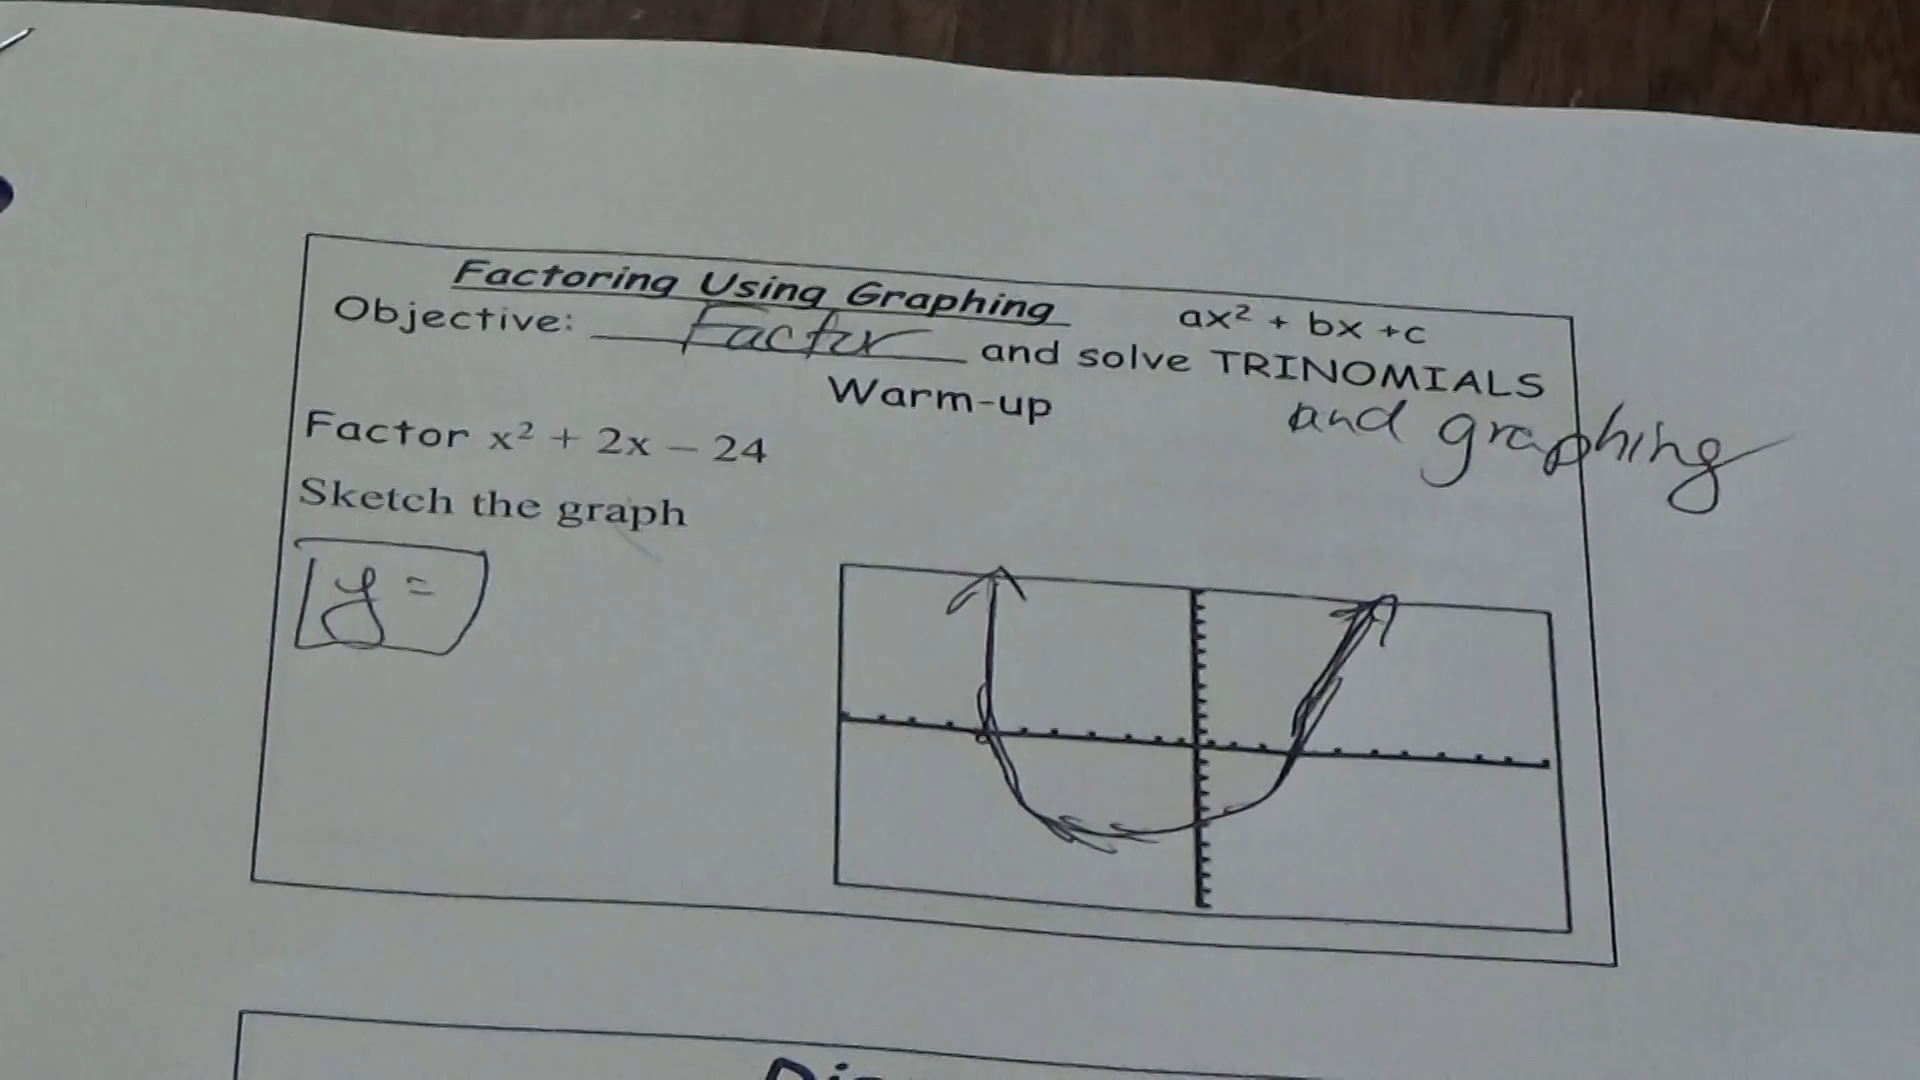 Factoring Using Graphing ax² + bx +c
Objective: Factor and solve TRINOMIALS
and graphing
Warm-up
Factor x² + 2x – 24
Sketch the graph
y =